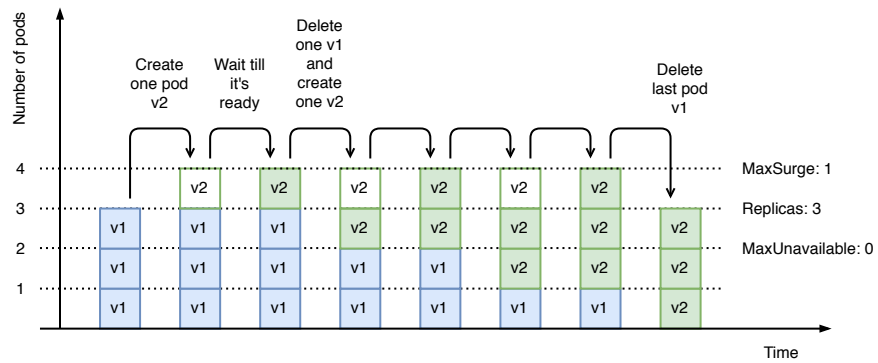 Number of pods
Create
one pod
v2
Wait till
it's
ready
Delete
one v1
and
create
one v2
Delete
last pod
v1
4
v2
v2
v2
v2
v2
v2
MaxSurge: 1
3
v1
v1
v1
v2
v2
v2
v2
v2
Replicas: 3
2
v1
v1
v1
v1
v1
v2
v2
v2
MaxUnavailable: 0
1
v1
v1
v1
v1
v1
v1
v1
v2
Time